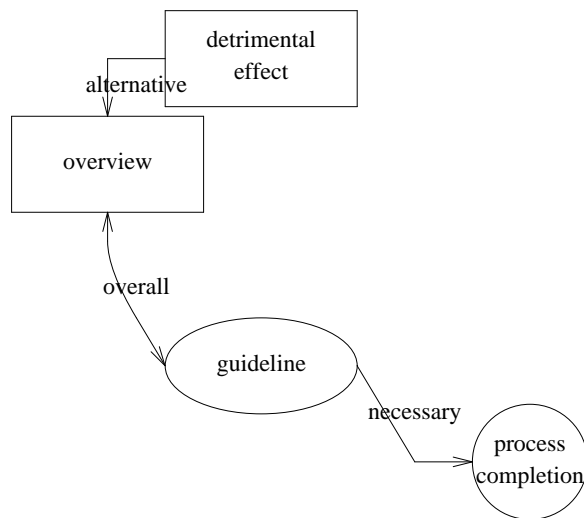 detrimental
effect
alternative
overview
overall
guideline
necessary
process
completion